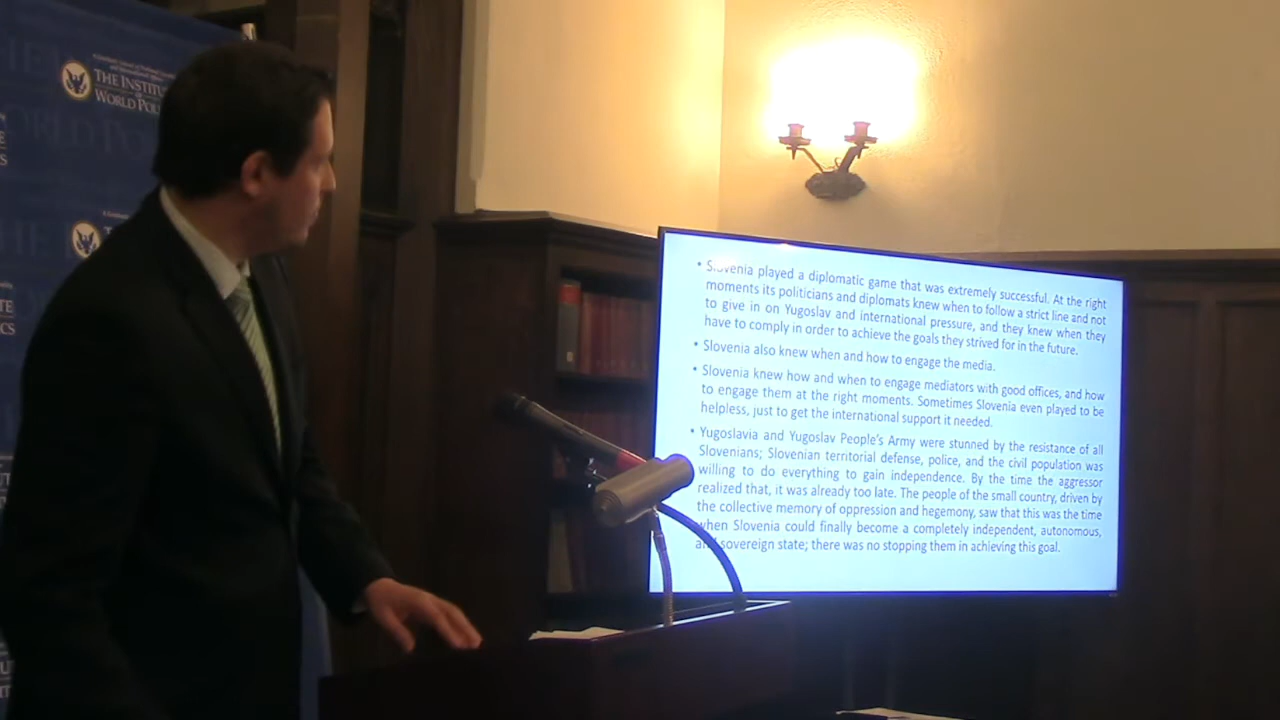 THE INSTITU
WORLD POL
• Slovenia played a diplomatic game that was extremely successful. At the right
moments its politicians and diplomats knew when to follow a strict line and not
to give in on Yugoslav and international pressure, and they knew when they
have to comply in order to achieve the goals they strived for in the future.
• Slovenia also knew when and how to engage the media.
• Slovenia knew how and when to engage mediators with good offices, and how
to engage them at the right moments. Sometimes Slovenia even played to be
helpless, just to get the international support it needed.
• Yugoslavia and Yugoslav People's Army were stunned by the resistance of all
Slovenians; Slovenian territorial defense, police, and the civil population was
willing to do everything to gain independence. By the time the aggressor
realized that, it was already too late. The people of the small country, driven by
the collective memory of oppression and hegemony, saw that this was the time
when Slovenia could finally become a completely independent, autonomous,
and sovereign state; there was no stopping them in achieving this goal.